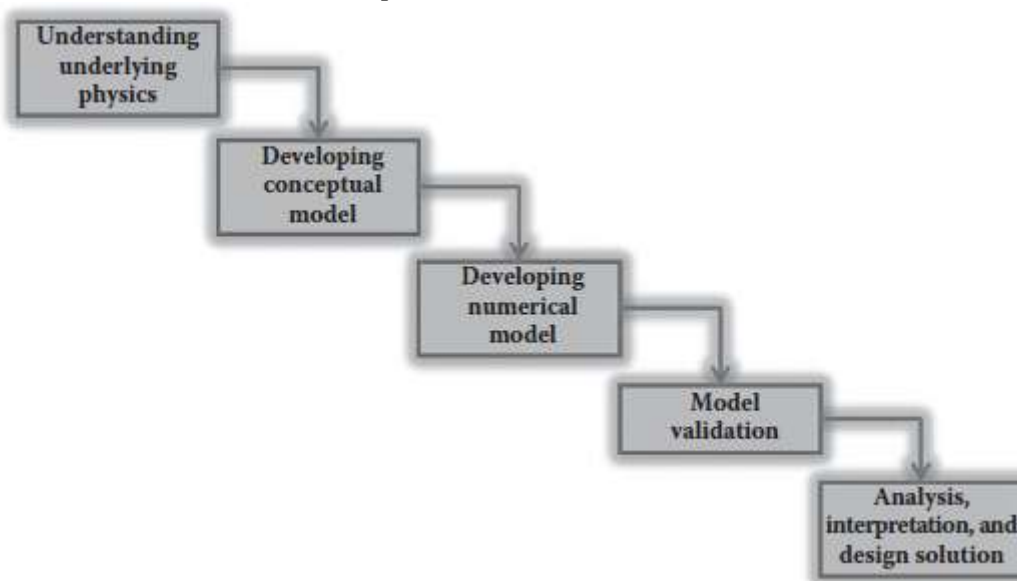 Understanding
underlying
physics
Developing
conceptual
model
Developing
numerical
model
Model
validation
Analysis,
interpretation, and
design solution